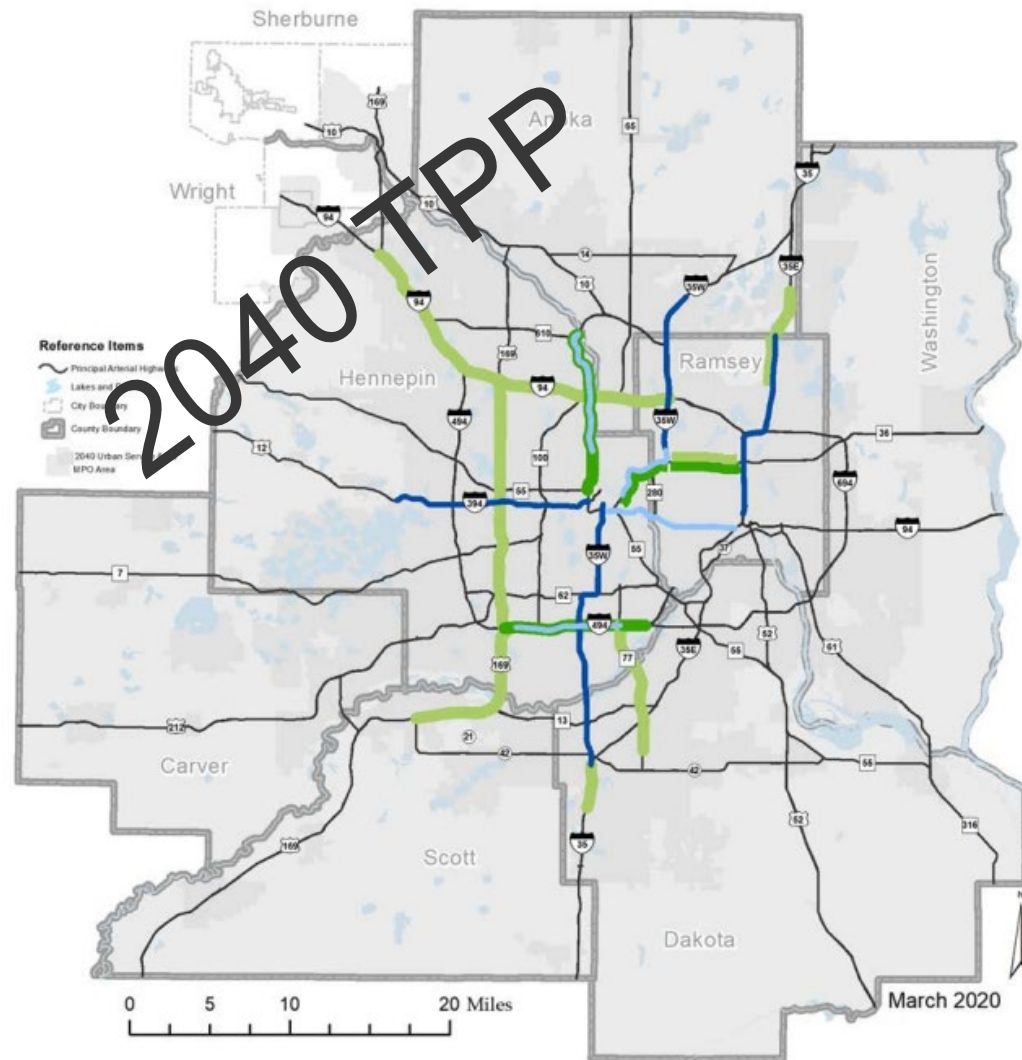 Sherburne
169
10
Anoka
65
Wright
94
10
35
14
10
35E
35W
Washington
94
610
169
Reference Items
Principal Arterial Highways
Lakes and
City Boundary
County Boundary
2040 Urban Service
MPO Area
2040 TPP
Hennepin
Ramsey
94
494
35W
36
12
100
694
55
280
394
94
35W
55
7
62
494
35E
52
61
77
55
169
13
212
21
42
42
55
Carver
52
316
169
35
Scott
Dakota
N
0 5 10 20 Miles
March 2020